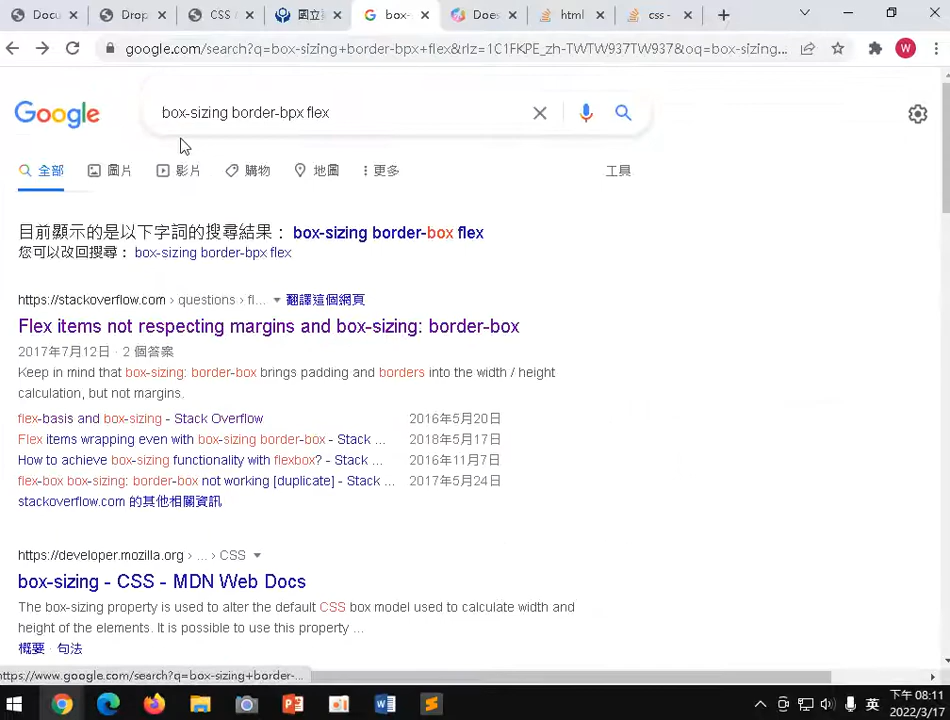 Docu
Drop
CSS
國立
box-
Does
html
css -
google.com/search?q=box-sizing+border-bpx+flex&rlz=1C1FKPE_zh-TWTW937TW937&oq=box-sizing...
W
Google
box-sizing border-bpx flex
全部
圖片
影片
購物
地圖
更多
工具
目前顯示的是以下字詞的搜尋結果： box-sizing border-box flex
您可以改回搜尋： box-sizing border-bpx flex
https://stackoverflow.com › questions › fl... 翻譯這個網頁
Flex items not respecting margins and box-sizing: border-box
2017年7月12日 · 2 個答案
Keep in mind that box-sizing: border-box brings padding and borders into the width / height
calculation, but not margins.
flex-basis and box-sizing - Stack Overflow 2016年5月20日
Flex items wrapping even with box-sizing border-box - Stack ... 2018年5月17日
How to achieve box-sizing functionality with flexbox? - Stack ... 2016年11月7日
flex-box box-sizing: border-box not working [duplicate] - Stack ... 2017年5月24日
stackoverflow.com 的其他相關資訊
https://developer.mozilla.org › ... › CSS
box-sizing - CSS - MDN Web Docs
The box-sizing property is used to alter the default CSS box model used to calculate width and
height of the elements. It is possible to use this property ...
概要 · 句法
https://www.google.com/search?q=box-sizing+border-...
英
下午 08:11
2022/3/17